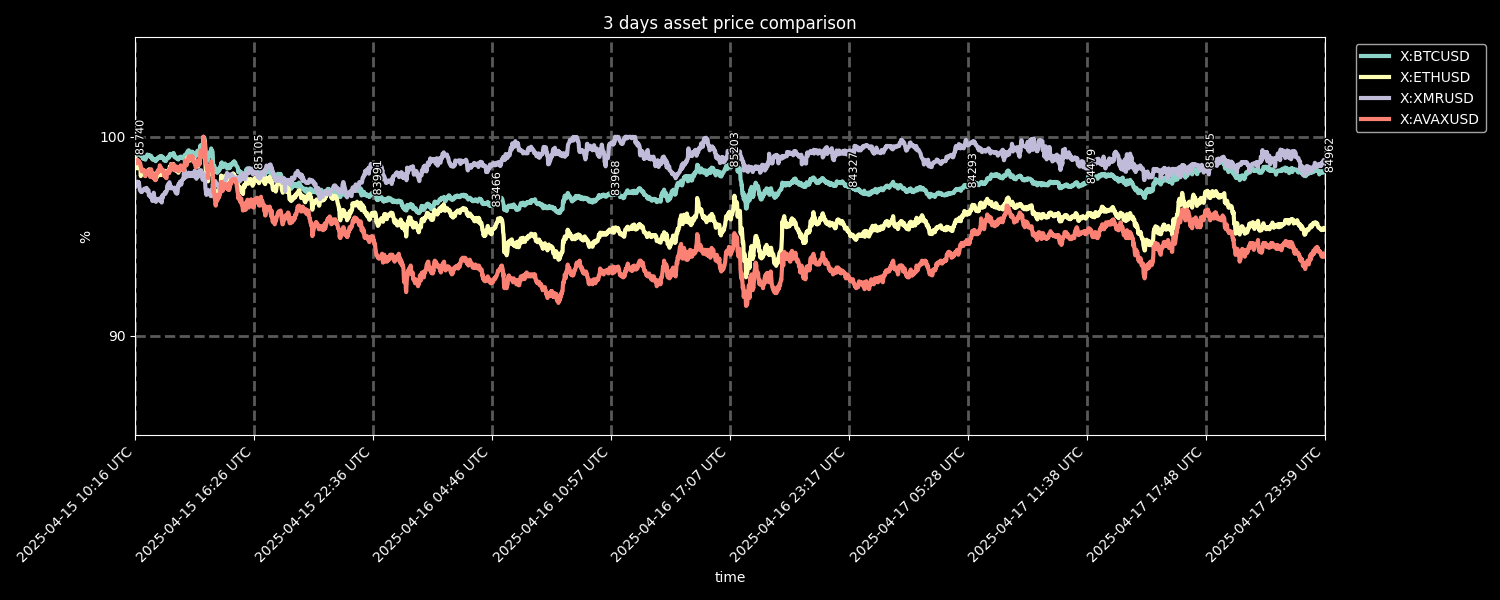 3 days asset price comparison
X:BTCUSD
X:ETHUSD
X:XMRUSD
X:AVAXUSD
100
90
%
85740
85105
83991
83466
83968
85203
84327
84293
84479
85165
84962
2025-04-15 10:16 UTC
2025-04-15 16:26 UTC
2025-04-15 22:36 UTC
2025-04-16 04:46 UTC
2025-04-16 10:57 UTC
2025-04-16 17:07 UTC
2025-04-16 23:17 UTC
2025-04-17 05:28 UTC
2025-04-17 11:38 UTC
2025-04-17 17:48 UTC
2025-04-17 23:59 UTC
time